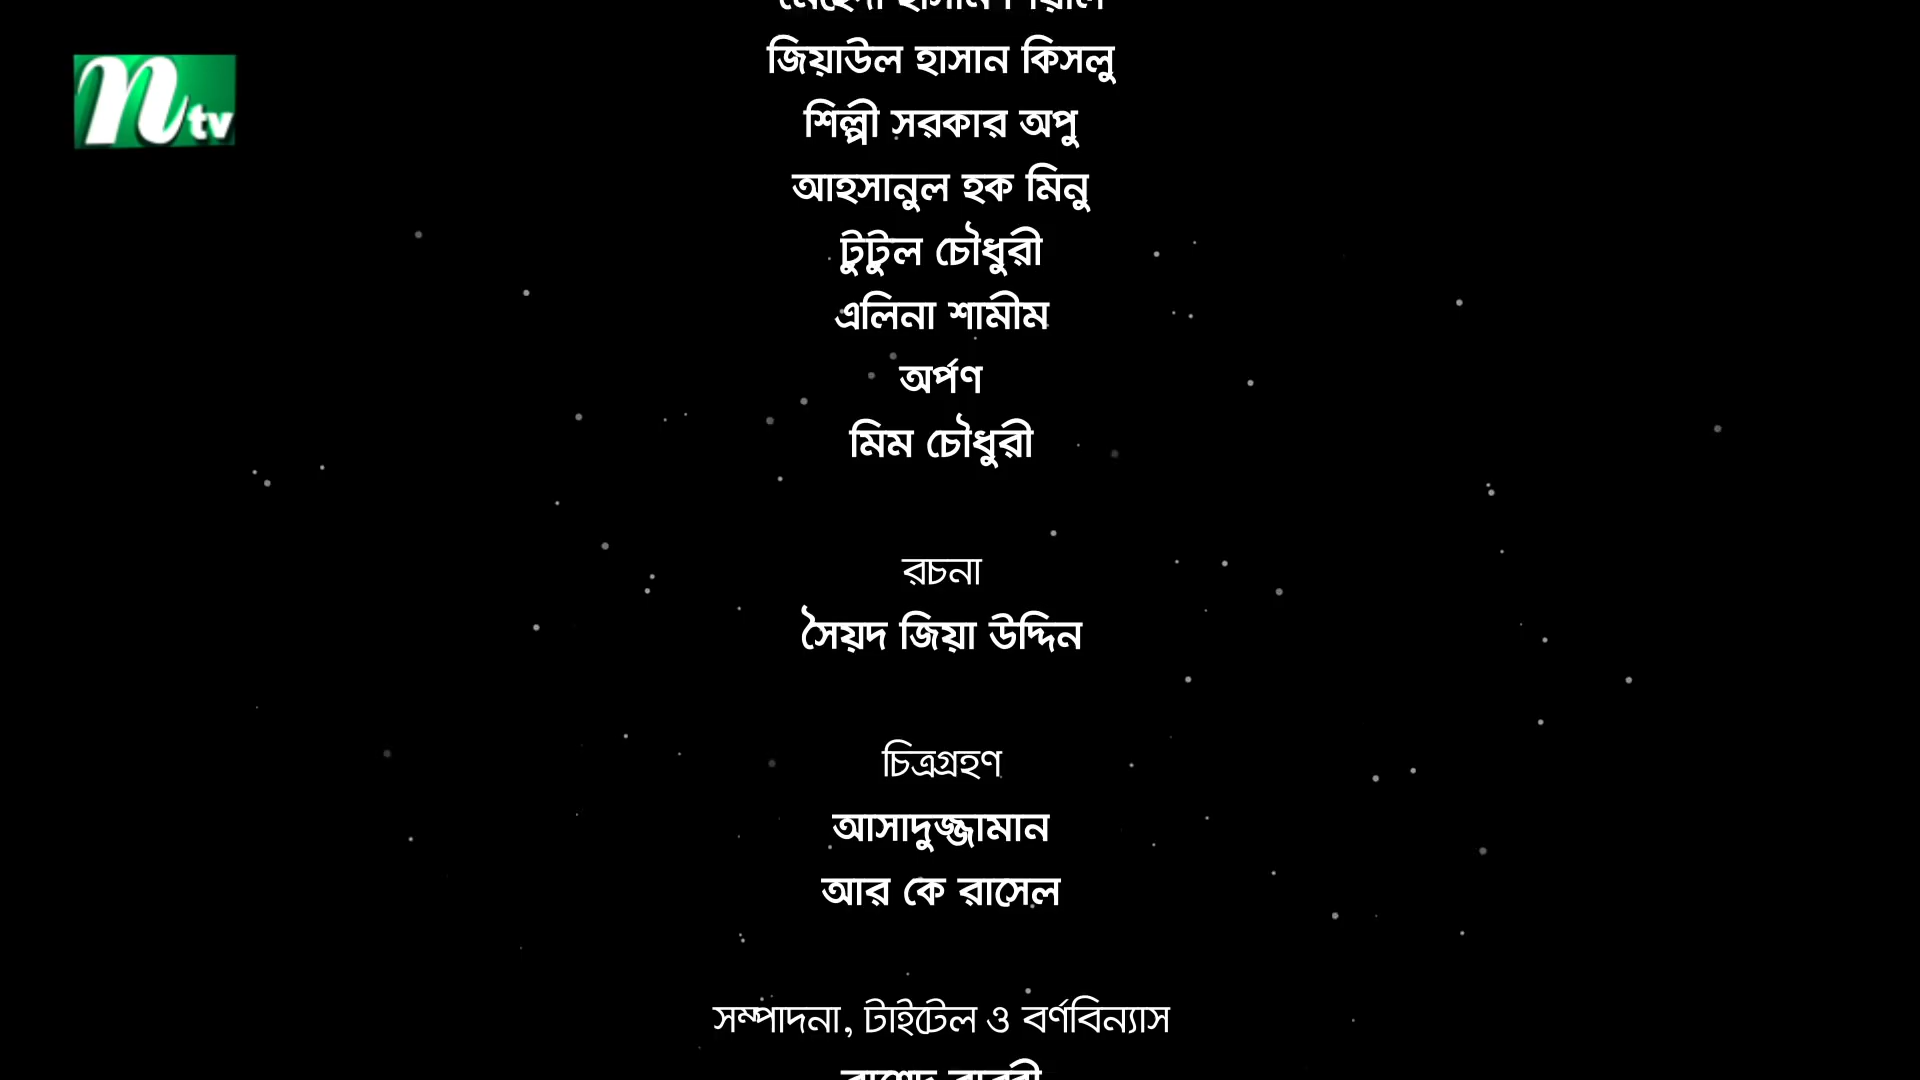 ntv
জিয়াউল হাসান কিসলু
শিল্পী সরকার অপু
আহসানুল হক মিনু
টুটুল চৌধুরী
এলিনা শামীম
অর্পণ
মিম চৌধুরী
রচনা
সৈয়দ জিয়া উদ্দিন
চিত্রগ্রহণ
আসাদুজ্জামান
আর কে রাসেল
সম্পাদনা, টাইটেল ও বর্ণবিন্যাস